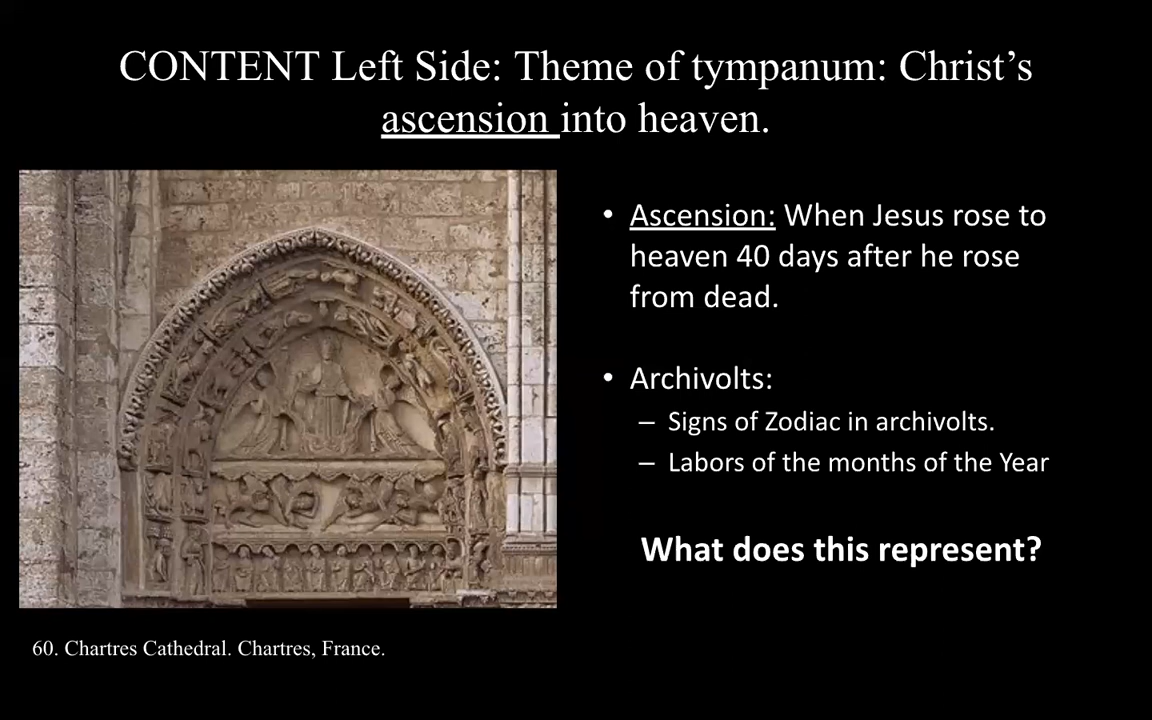 CONTENT Left Side: Theme of tympanum: Christ’s
ascension into heaven.
• Ascension: When Jesus rose to
heaven 40 days after he rose
from dead.
• Archivolts:
– Signs of Zodiac in archivolts.
– Labors of the months of the Year
What does this represent?
60. Chartres Cathedral. Chartres, France.